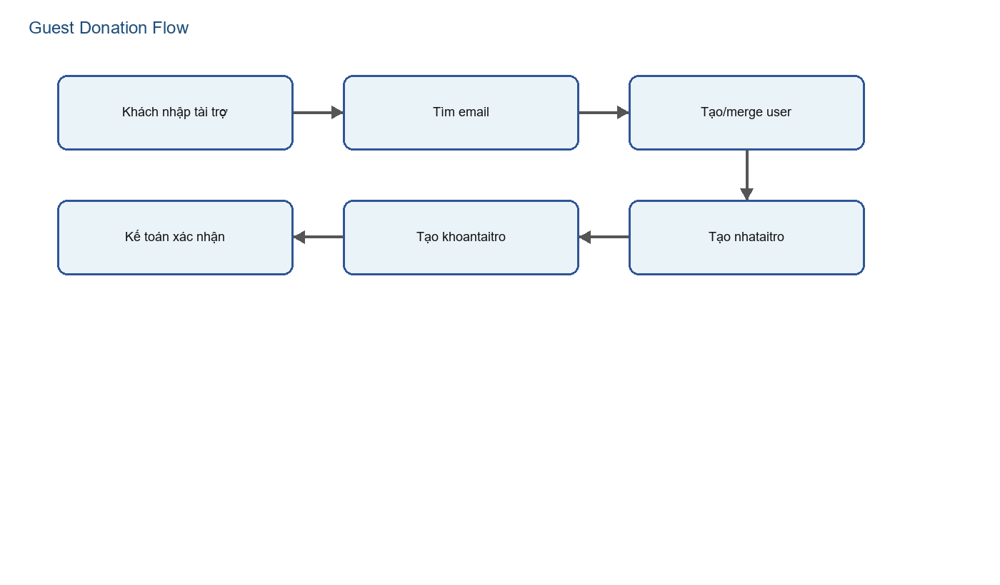 Guest Donation Flow
Khách nhập tài trợ
Tìm email
Tạo/merge user
Kế toán xác nhận
Tạo khoantaitro
Tạo nhataitro